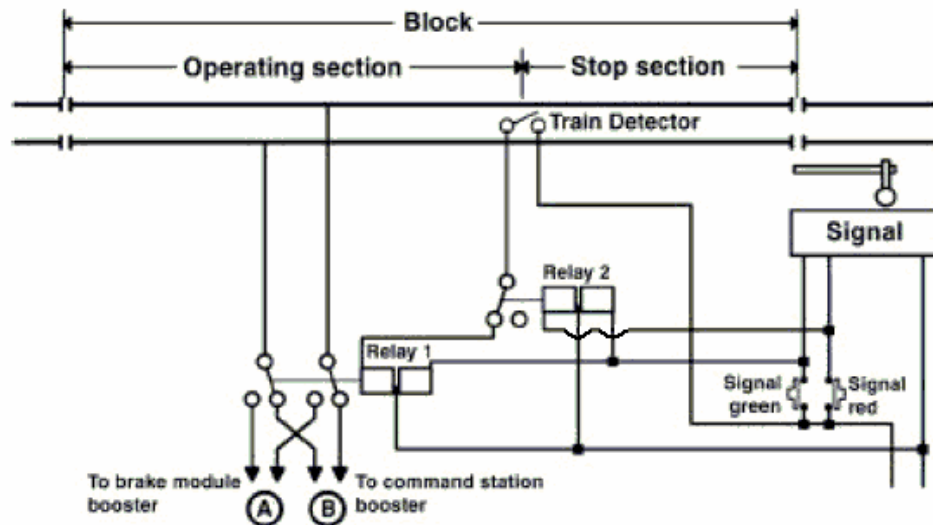 Block
Operating section
Stop section
Train Detector
Signal
Relay 2
Relay 1
Signal
green
Signal
red
To brake module
booster
A
B
To command station
booster